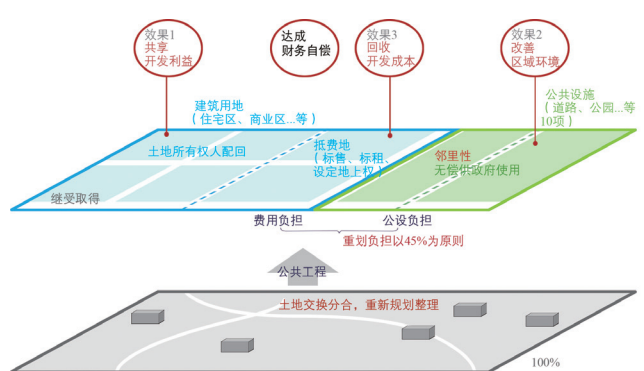 效果1
共享
开发利益
达成
财务自偿
效果3
回收
开发成本
效果2
改善
区域环境
建筑用地
（住宅区、商业区...等）
公共设施
（道路、公园...等
10项）
土地所有权人配回
抵费地
（标售、标租、
设定地上权）
邻里性
无偿供政府使用
继受取得
费用负担
公设负担
重划负担以45%为原则
公共工程
土地交换分合，重新规划整理
100%